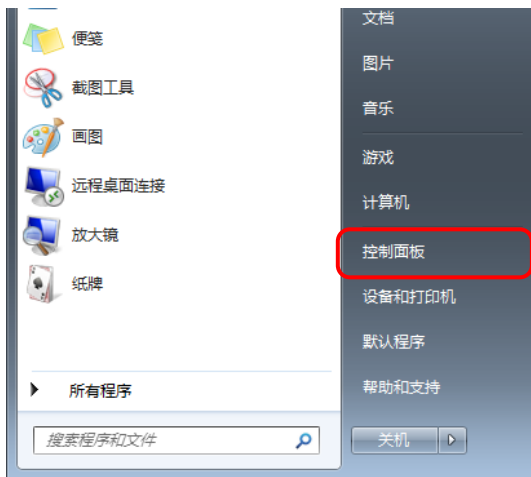 便笺
截图工具
画图
远程桌面连接
放大镜
纸牌
所有程序
搜索程序和文件
文档
图片
音乐
游戏
计算机
控制面板
设备和打印机
默认程序
帮助和支持
关机